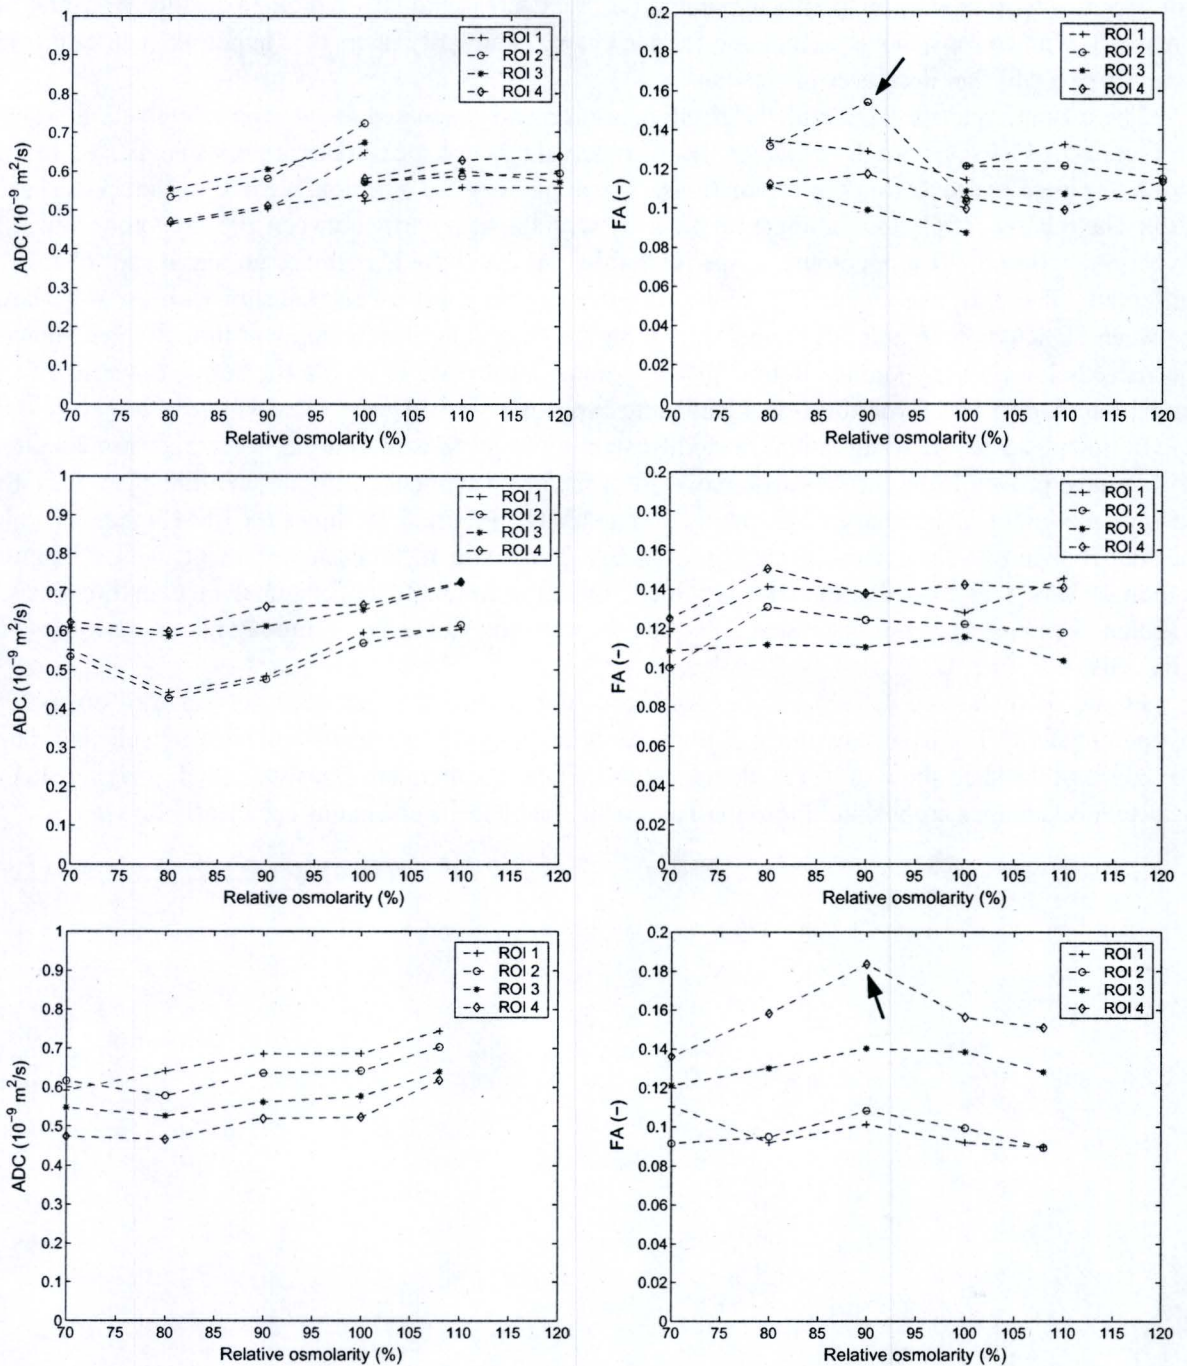 1
0.9
0.8
0.7
0.6
0.5
0.4
0.3
0.2
0.1
0
ADC (10⁻⁹ m²/s)
ROI 1
ROI 2
ROI 3
ROI 4
70 75 80 85 90 95 100 105 110 115 120
Relative osmolarity (%)
0.2
0.18
0.16
0.14
0.12
0.1
0.08
0.06
0.04
0.02
0
FA (−)
ROI 1
ROI 2
ROI 3
ROI 4
70 75 80 85 90 95 100 105 110 115 120
Relative osmolarity (%)
1
0.9
0.8
0.7
0.6
0.5
0.4
0.3
0.2
0.1
0
ADC (10⁻⁹ m²/s)
ROI 1
ROI 2
ROI 3
ROI 4
70 75 80 85 90 95 100 105 110 115 120
Relative osmolarity (%)
0.2
0.18
0.16
0.14
0.12
0.1
0.08
0.06
0.04
0.02
0
FA (−)
ROI 1
ROI 2
ROI 3
ROI 4
70 75 80 85 90 95 100 105 110 115 120
Relative osmolarity (%)
1
0.9
0.8
0.7
0.6
0.5
0.4
0.3
0.2
0.1
0
ADC (10⁻⁹ m²/s)
ROI 1
ROI 2
ROI 3
ROI 4
70 75 80 85 90 95 100 105 110 115 120
Relative osmolarity (%)
0.2
0.18
0.16
0.14
0.12
0.1
0.08
0.06
0.04
0.02
0
FA (−)
ROI 1
ROI 2
ROI 3
ROI 4
70 75 80 85 90 95 100 105 110 115 120
Relative osmolarity (%)